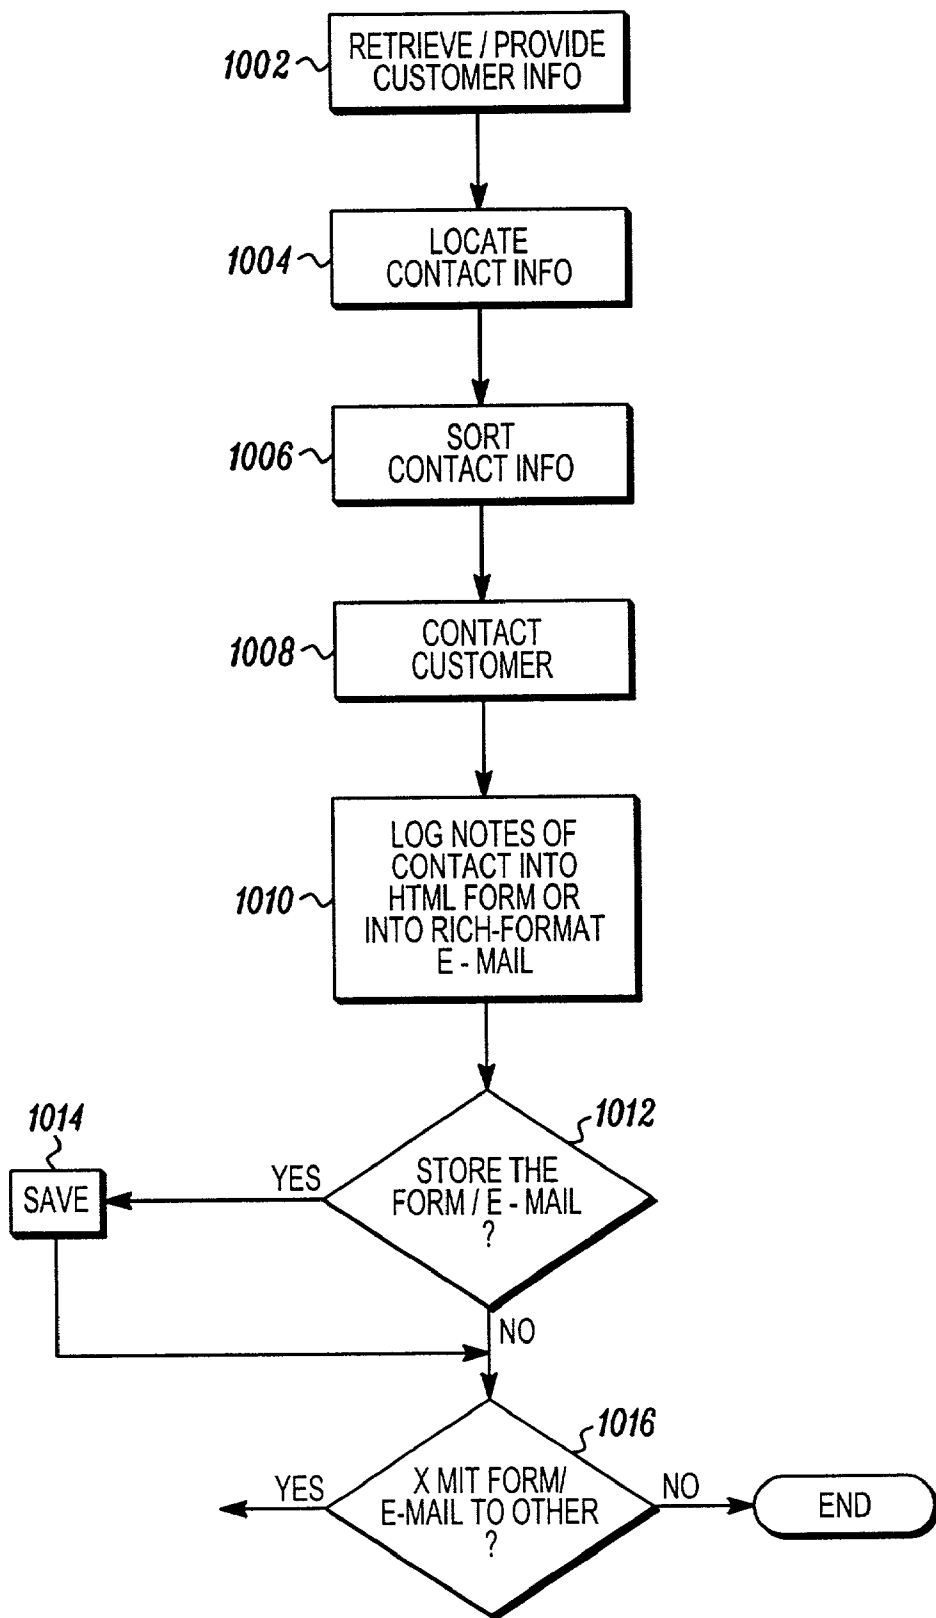 1002
RETRIEVE / PROVIDE
CUSTOMER INFO
1004
LOCATE
CONTACT INFO
1006
SORT
CONTACT INFO
1008
CONTACT
CUSTOMER
1010
LOG NOTES OF
CONTACT INTO
HTML FORM OR
INTO RICH-FORMAT
E - MAIL
1012
STORE THE
FORM / E - MAIL
?
YES
1014
SAVE
NO
1016
X MIT FORM/
E-MAIL TO OTHER
?
YES
NO
END